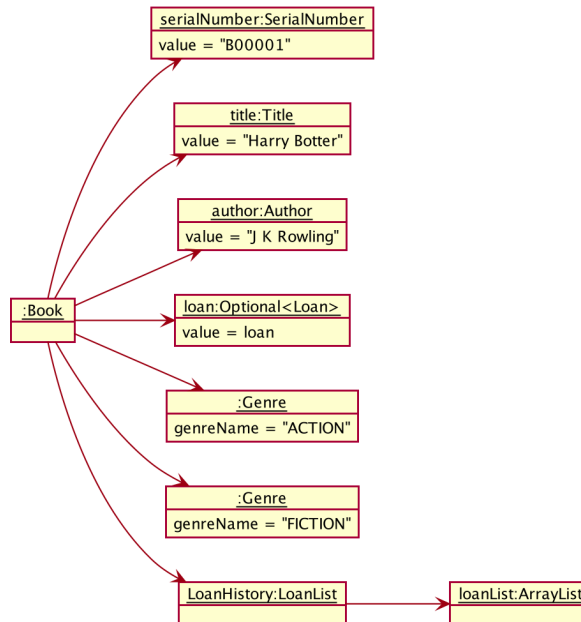 serialNumber:SerialNumber
value = "B00001"
title:Title
value = "Harry Botter"
author:Author
value = "J K Rowling"
:Book
loan:Optional<Loan>
value = loan
:Genre
genreName = "ACTION"
:Genre
genreName = "FICTION"
LoanHistory:LoanList
loanList:ArrayList